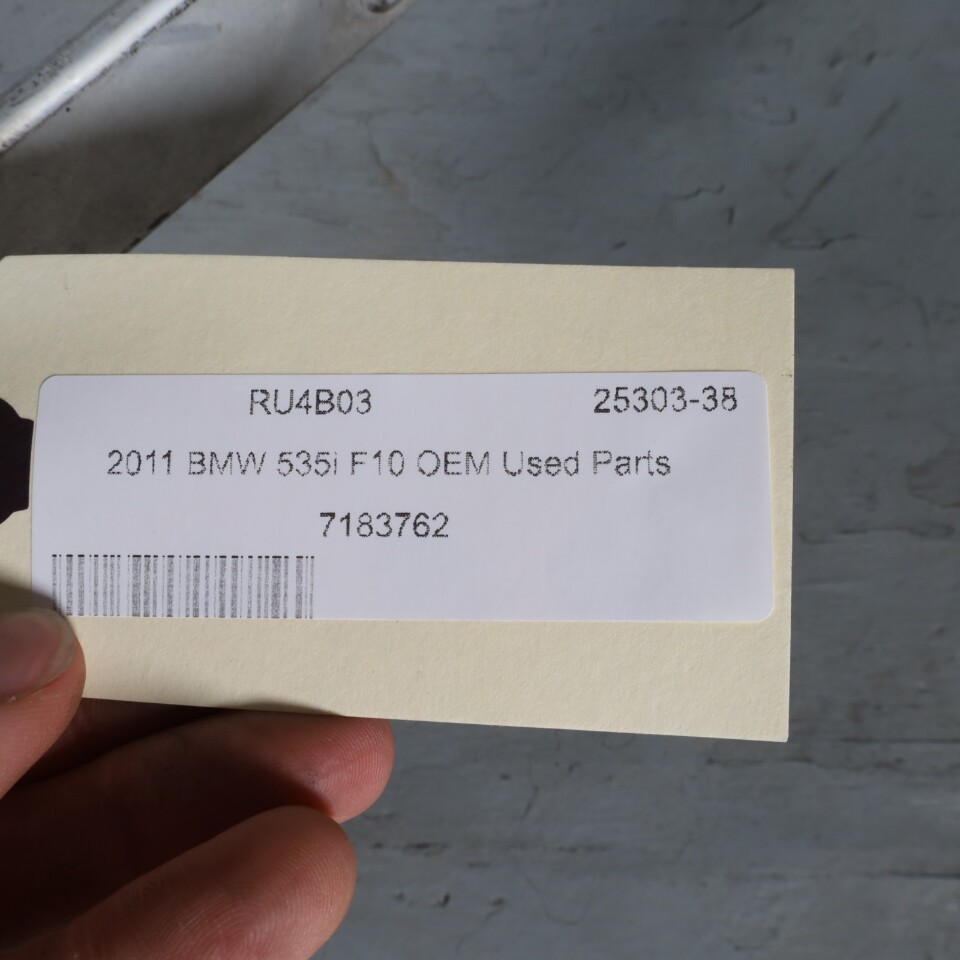 RU4B03 25303-38
2011 BMW 535i F10 OEM Used Parts
7183762